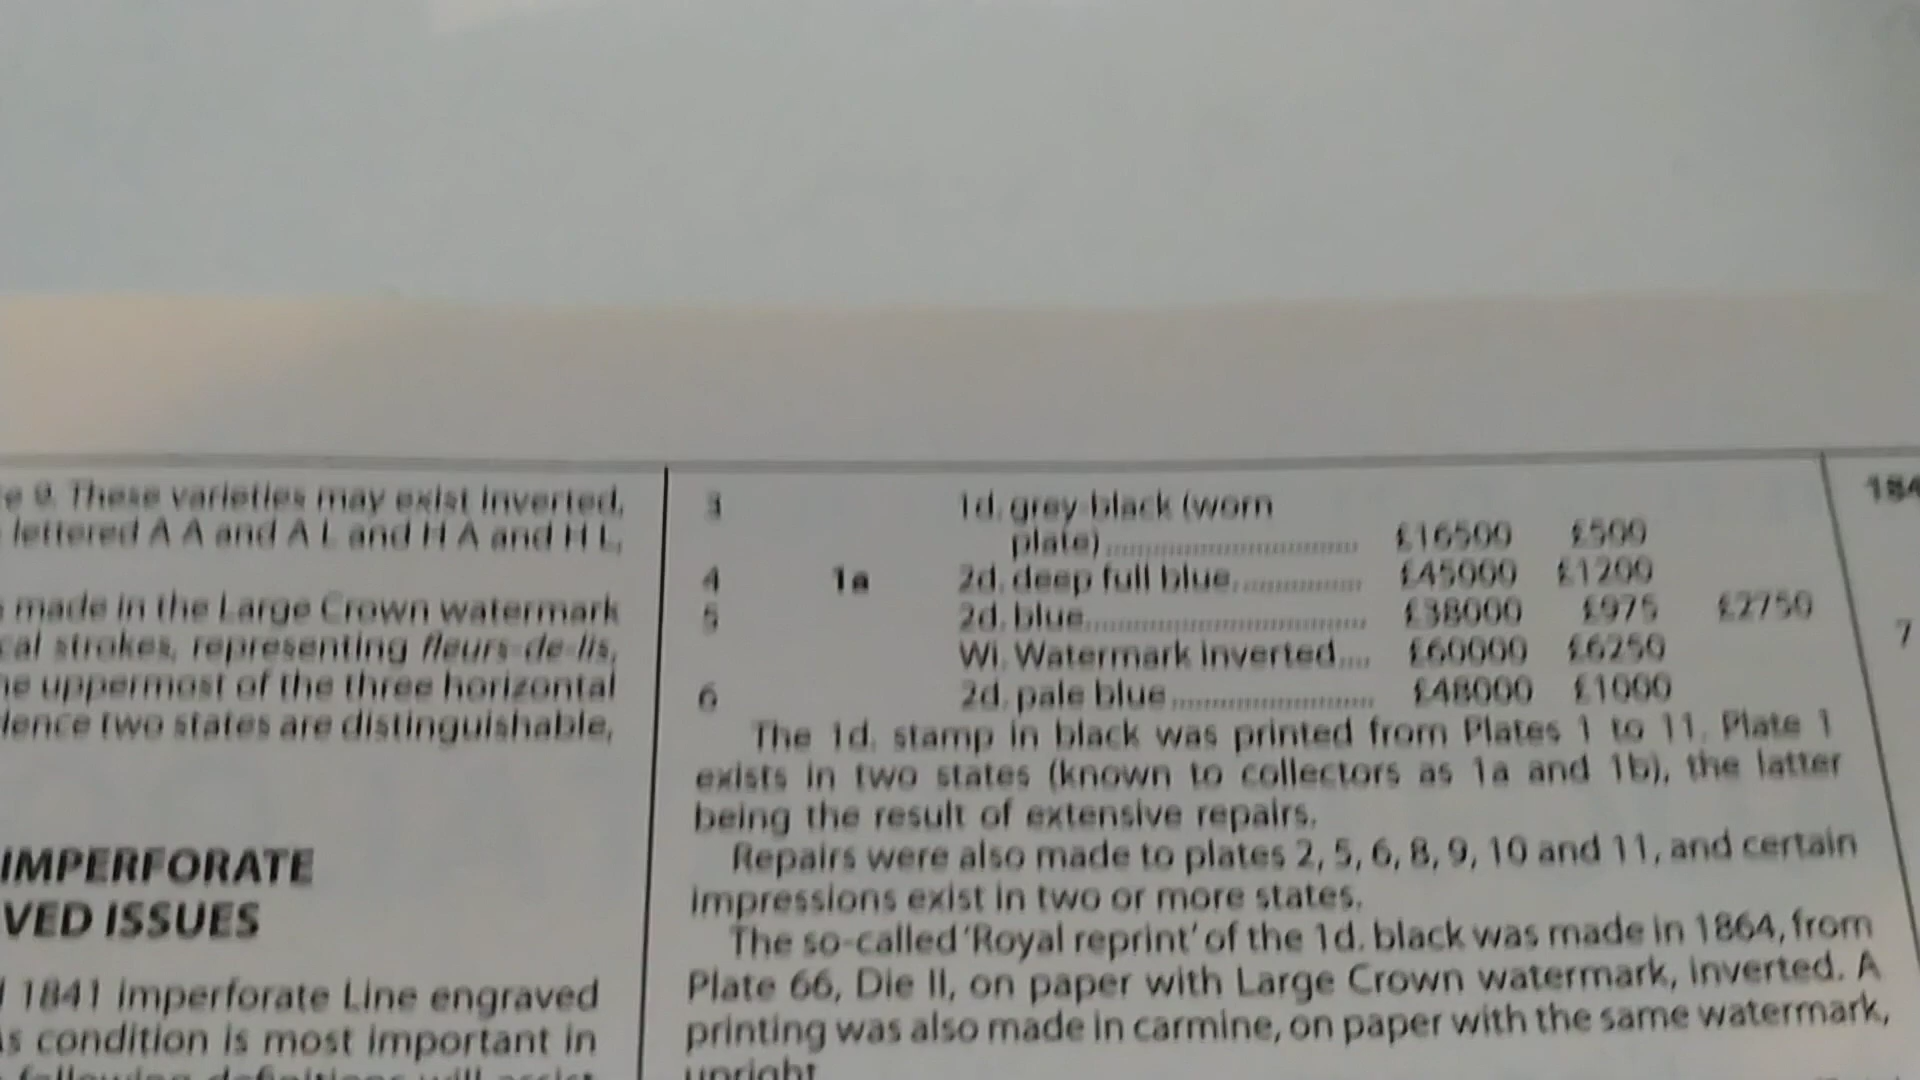 e 9. These varieties may exist inverted,
lettered A A and A L and H A and H L,
made in the Large Crown watermark
cal strokes, representing fleurs-de-lis,
he uppermost of the three horizontal
lence two states are distinguishable,
IMPERFORATE
VED ISSUES
1841 imperforate Line engraved
As condition is most important in
following definitions will assist
3 1d. grey-black (worn
plate) £16500 £500
4 1a 2d. deep full blue £45000 £1200
5 2d. blue £38000 £975 £2750
Wi. Watermark inverted £60000 £6250
6 2d. pale blue £48000 £1000
The 1d. stamp in black was printed from Plates 1 to 11. Plate 1
exists in two states (known to collectors as 1a and 1b), the latter
being the result of extensive repairs.
Repairs were also made to plates 2, 5, 6, 8, 9, 10 and 11, and certain
impressions exist in two or more states.
The so-called 'Royal reprint' of the 1d. black was made in 1864, from
Plate 66, Die II, on paper with Large Crown watermark, inverted. A
printing was also made in carmine, on paper with the same watermark,
upright.
184
7